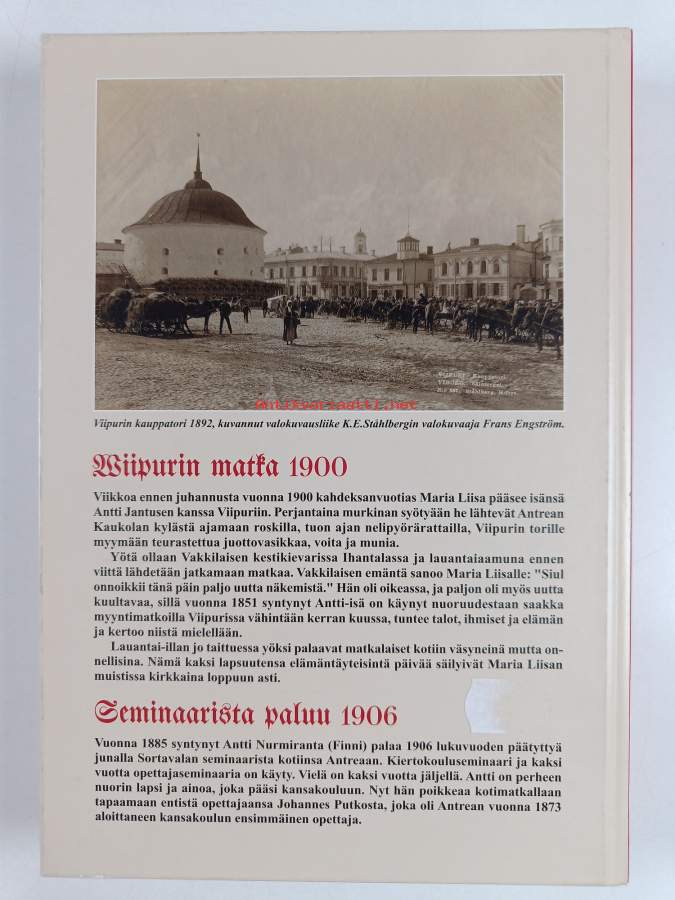 Viipurin Kauppatori.
antikvariaatti.net
Viipurin kauppatori 1892, kuvannut valokuvausliike K.E.Ståhlbergin valokuvaaja Frans Engström.
Wiipurin matka 1900
Viikkoa ennen juhannusta vuonna 1900 kahdeksanvuotias Maria Liisa pääsee isänsä
Antti Jantusen kanssa Viipuriin. Perjantaina murkinan syötyään he lähtevät Antrean
Kaukolan kylästä ajamaan roskilla, tuon ajan nelipyörärattailla, Viipurin torille
myymään teurastettua juottovasikkaa, voita ja munia.
Yötä ollaan Vakkilaisen kestikievarissa Ihantalassa ja lauantaiaamuna ennen
viittä lähdetään jatkamaan matkaa. Vakkilaisen emäntä sanoo Maria Liisalle: "Siul
onnoikkii tänä päin paljo uutta näkemistä." Hän oli oikeassa, ja paljon oli myös uutta
kuultavaa, sillä vuonna 1851 syntynyt Antti-isä on käynyt nuoruudestaan saakka
myyntimatkoilla Viipurissa vähintään kerran kuussa, tuntee talot, ihmiset ja elämän
ja kertoo niistä mielellään.
Lauantai-illan jo taittuessa yöksi palaavat matkalaiset kotiin väsyneinä mutta on-
nellisina. Nämä kaksi lapsuutensa elämäntäyteisintä päivää säilyivät Maria Liisan
muistissa kirkkaina loppuun asti.
Seminaarista paluu 1906
Vuonna 1885 syntynyt Antti Nurmiranta (Finni) palaa 1906 lukuvuoden päätyttyä
junalla Sortavalan seminaarista kotiinsa Antreaan. Kiertokouluseminaari ja kaksi
vuotta opettajaseminaaria on käyty. Vielä on kaksi vuotta jäljellä. Antti on perheen
nuorin lapsi ja ainoa, joka pääsi kansakouluun. Nyt hän poikkeaa kotimatkallaan
tapaamaan entistä opettajaansa Johannes Putkosta, joka oli Antrean vuonna 1873
aloittaneen kansakoulun ensimmäinen opettaja.